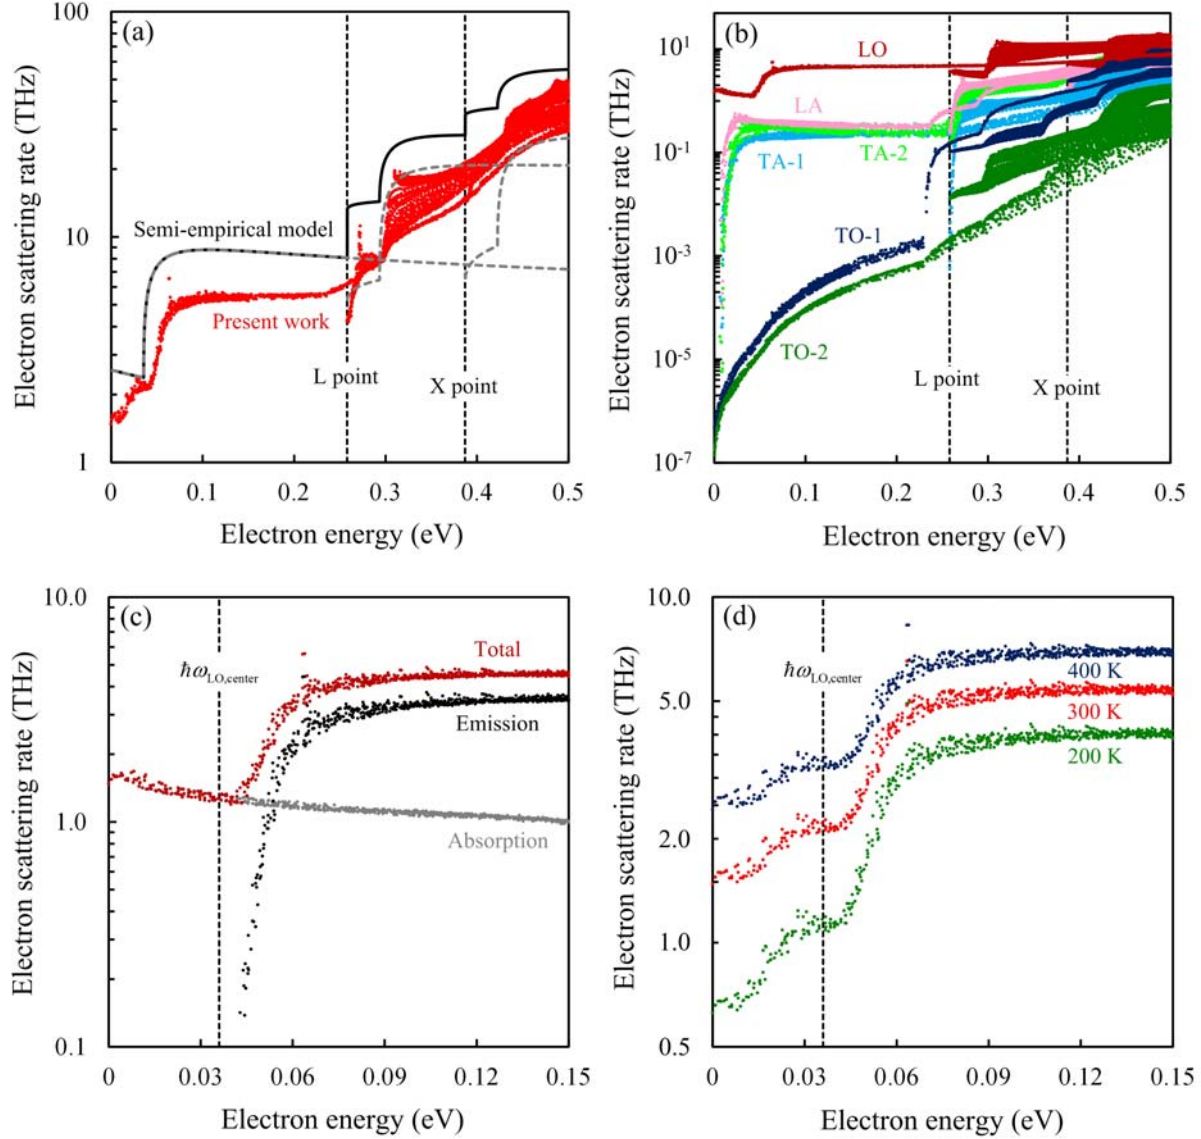 (a)
100
10
1
Electron scattering rate (THz)
Semi-empirical model
Present work
L point
X point
0
0.1
0.2
0.3
0.4
0.5
Electron energy (eV)
(b)
10¹
10⁻¹
10⁻³
10⁻⁵
10⁻⁷
Electron scattering rate (THz)
LO
LA
TA-1
TA-2
TO-1
TO-2
L point
X point
0
0.1
0.2
0.3
0.4
0.5
Electron energy (eV)
(c)
10.0
1.0
0.1
Electron scattering rate (THz)
ħω_LO,center
Total
Emission
Absorption
0
0.03
0.06
0.09
0.12
0.15
Electron energy (eV)
(d)
10.0
5.0
2.0
1.0
0.5
Electron scattering rate (THz)
ħω_LO,center
400 K
300 K
200 K
0
0.03
0.06
0.09
0.12
0.15
Electron energy (eV)